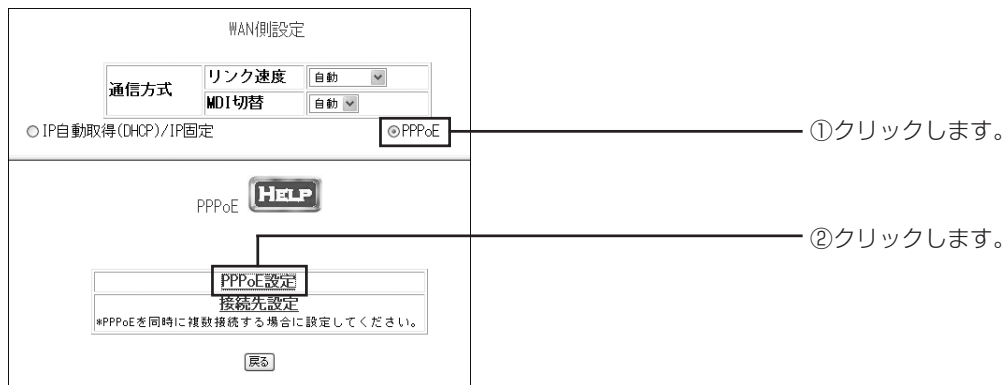 WAN側設定
通信方式 リンク速度 自動
MDI切替 自動
IP自動取得(DHCP)/IP固定 PPPoE
①クリックします。
PPPoE HELP
②クリックします。
PPPoE設定
接続先設定
*PPPoEを同時に複数接続する場合に設定してください。
戻る